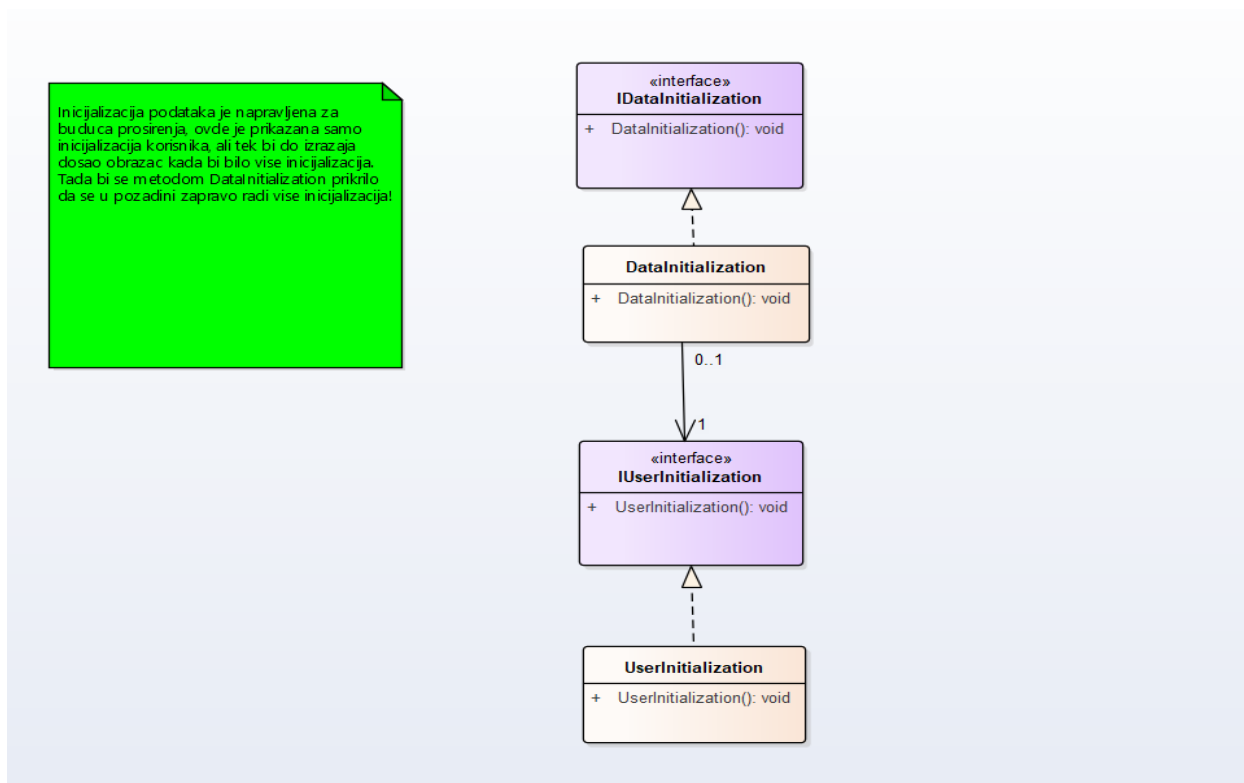 Inicijalizacija podataka je napravljena za
buduca prosirenja, ovde je prikazana samo
inicijalizacija korisnika, ali tek bi do izrazaja
dosao obrazac kada bi bilo vise inicijalizacija.
Tada bi se metodom DataInitialization prikrilo
da se u pozadini zapravo radi vise inicijalizacija!
«interface»
IDataInitialization
+ DataInitialization(): void
DataInitialization
+ DataInitialization(): void
0..1
1
«interface»
IUserInitialization
+ UserInitialization(): void
UserInitialization
+ UserInitialization(): void